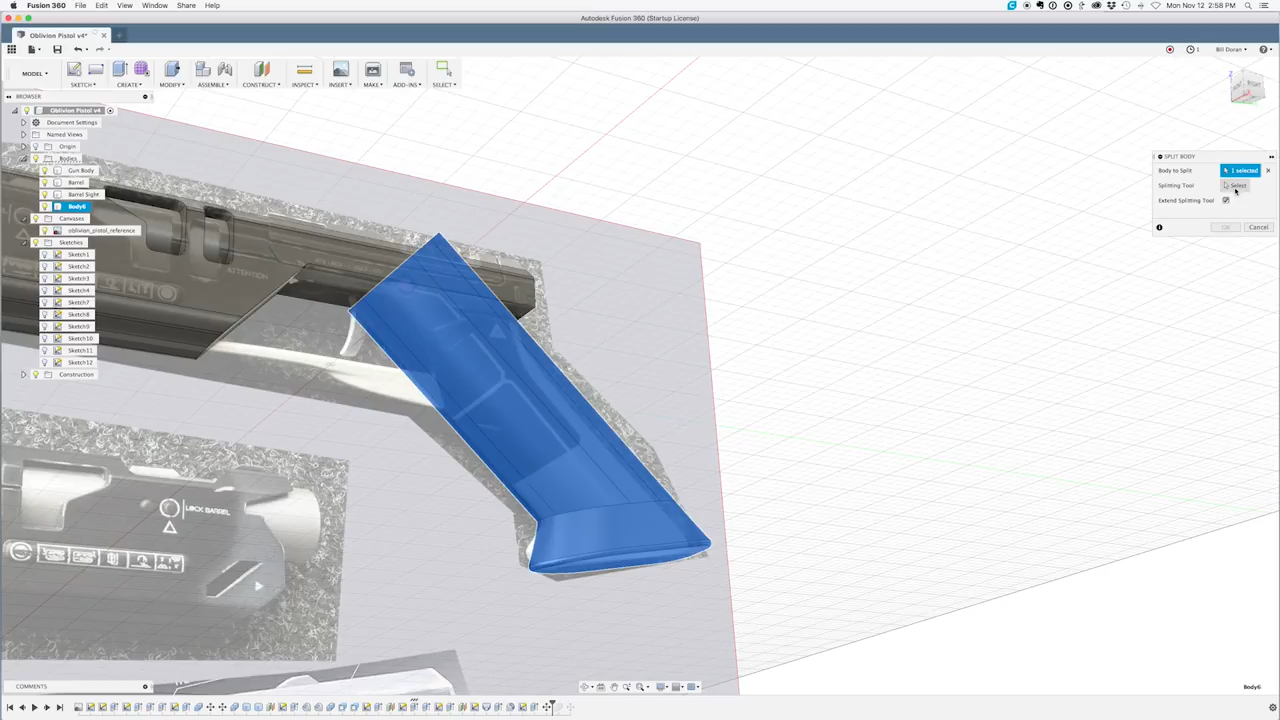 Fusion 360 File Edit View Window Share Help
Mon Nov 12 2:58 PM
Autodesk Fusion 360 (Startup License)
Oblivion Pistol v4*
1 Bill Doran
MODEL
SKETCH CREATE MODIFY ASSEMBLE CONSTRUCT INSPECT INSERT MAKE ADD-INS SELECT
BROWSER
Oblivion Pistol v4
Document Settings
Named Views
Origin
Bodies
Gun Body
Barrel
Barrel Sight
Body6
Canvases
oblivion_pistol_reference
Sketches
Sketch1
Sketch2
Sketch3
Sketch4
Sketch7
Sketch8
Sketch9
Sketch10
Sketch11
Sketch12
Construction
SPLIT BODY
Body to Split 1 selected
Splitting Tool Select
Extend Splitting Tool
OK Cancel
ATTENTION
LOCK BARREL
COMMENTS
Body6